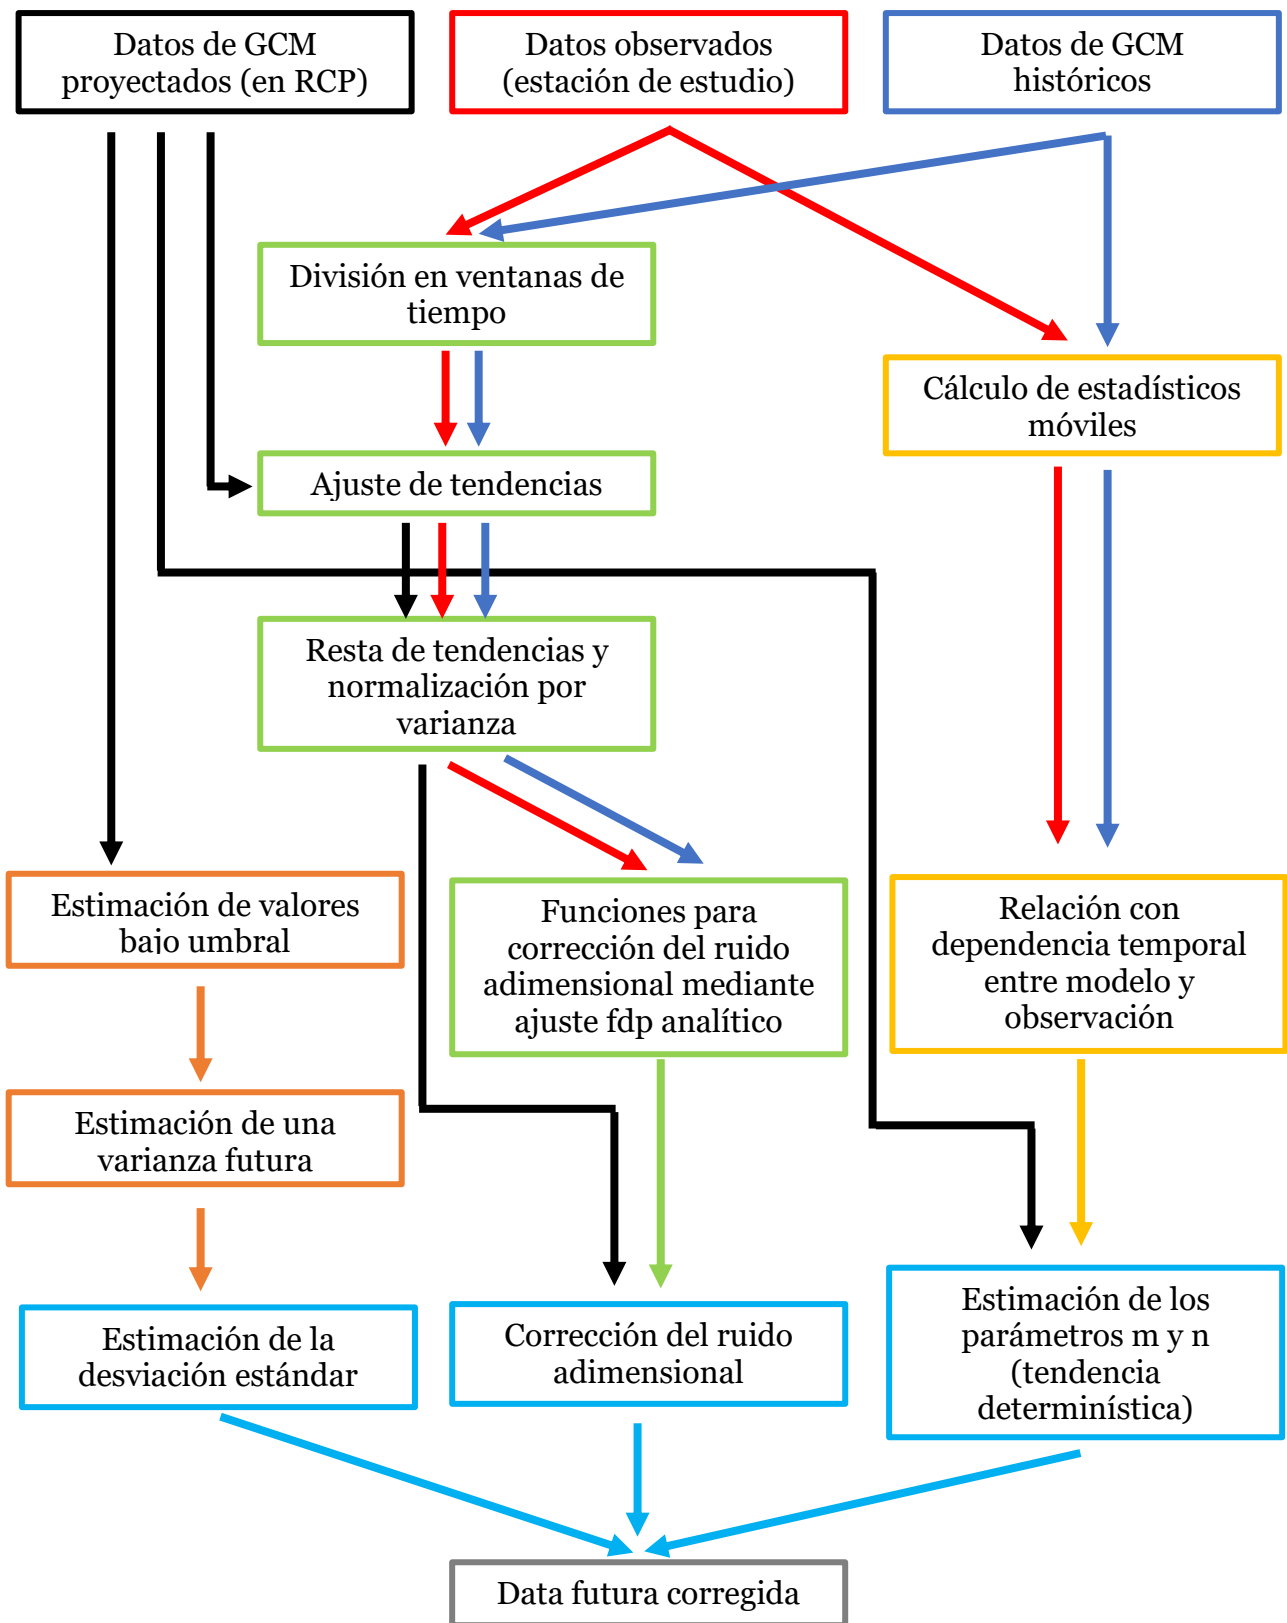 Datos de GCM
proyectados (en RCP)
Datos observados
(estación de estudio)
Datos de GCM
históricos
División en ventanas de
tiempo
Cálculo de estadísticos
móviles
Ajuste de tendencias
Resta de tendencias y
normalización por
varianza
Estimación de valores
bajo umbral
Funciones para
corrección del ruido
adimensional mediante
ajuste fdp analítico
Relación con
dependencia temporal
entre modelo y
observación
Estimación de una
varianza futura
Estimación de la
desviación estándar
Corrección del ruido
adimensional
Estimación de los
parámetros m y n
(tendencia
determinística)
Data futura corregida